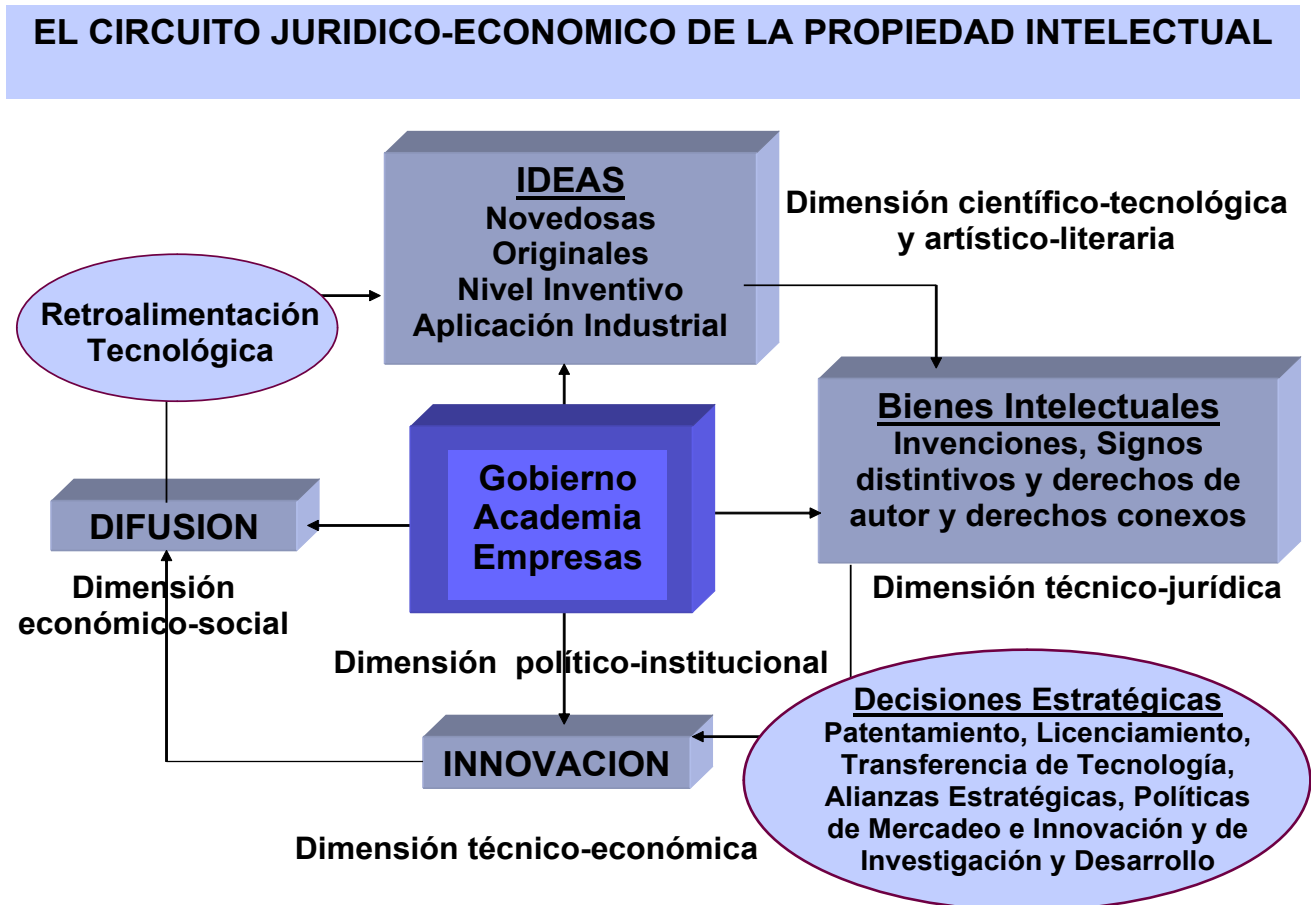 EL CIRCUITO JURIDICO-ECONOMICO DE LA PROPIEDAD INTELECTUAL
IDEAS
Novedosas
Originales
Nivel Inventivo
Aplicación Industrial
Dimensión científico-tecnológica
y artístico-literaria
Retroalimentación
Tecnológica
Bienes Intelectuales
Invenciones, Signos
distintivos y derechos de
autor y derechos conexos
Gobierno
Academia
Empresas
DIFUSION
Dimensión
económico-social
Dimensión técnico-jurídica
Dimensión político-institucional
Decisiones Estratégicas
Patentamiento, Licenciamiento,
Transferencia de Tecnología,
Alianzas Estratégicas, Políticas
de Mercadeo e Innovación y de
Investigación y Desarrollo
INNOVACION
Dimensión técnico-económica